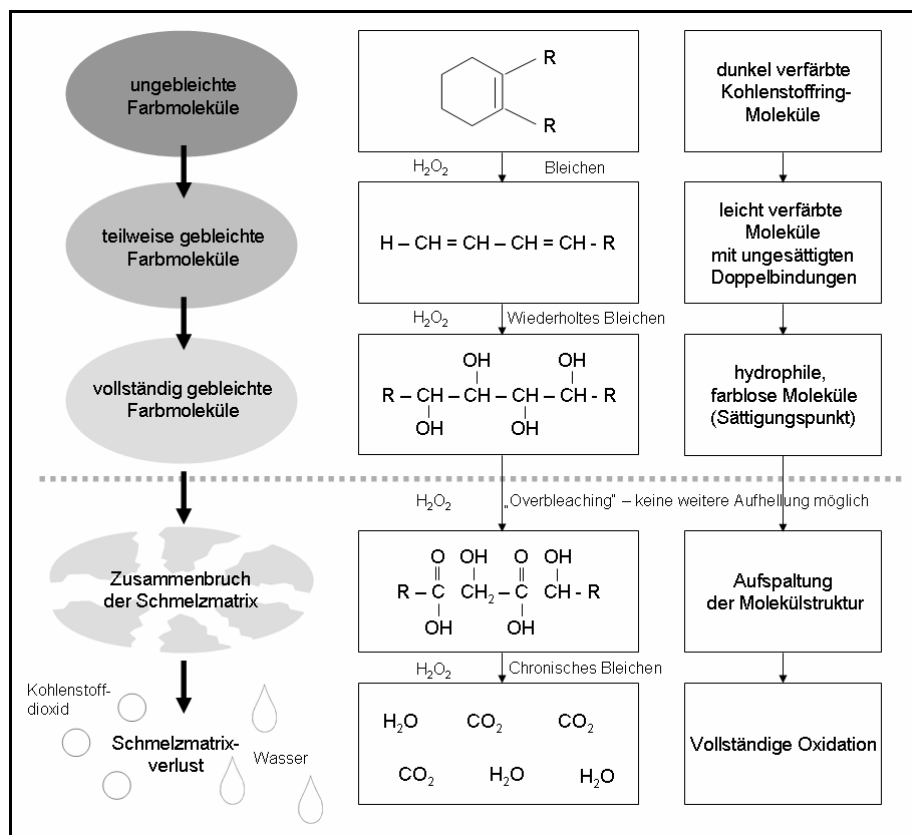 ungebleichte
Farbmoleküle
R
R
dunkel verfärbte
Kohlenstoffring-
Moleküle
H₂O₂ Bleichen
teilweise gebleichte
Farbmoleküle
H – CH = CH – CH = CH – R
leicht verfärbte
Moleküle
mit ungesättigten
Doppelbindungen
H₂O₂ Wiederholtes Bleichen
vollständig gebleichte
Farbmoleküle
OH OH
R – CH – CH – CH – CH - R
OH OH
hydrophile,
farblose Moleküle
(Sättigungspunkt)
H₂O₂ „Overbleaching“ – keine weitere Aufhellung möglich
Zusammenbruch
der Schmelzmatrix
O OH O OH
R – C CH₂ – C – CH – R
OH OH
Aufspaltung
der Molekülstruktur
H₂O₂ Chronisches Bleichen
Kohlenstoff-
dioxid
Schmelzmatrix-
verlust
Wasser
H₂O CO₂ CO₂
CO₂ H₂O H₂O
Vollständige Oxidation